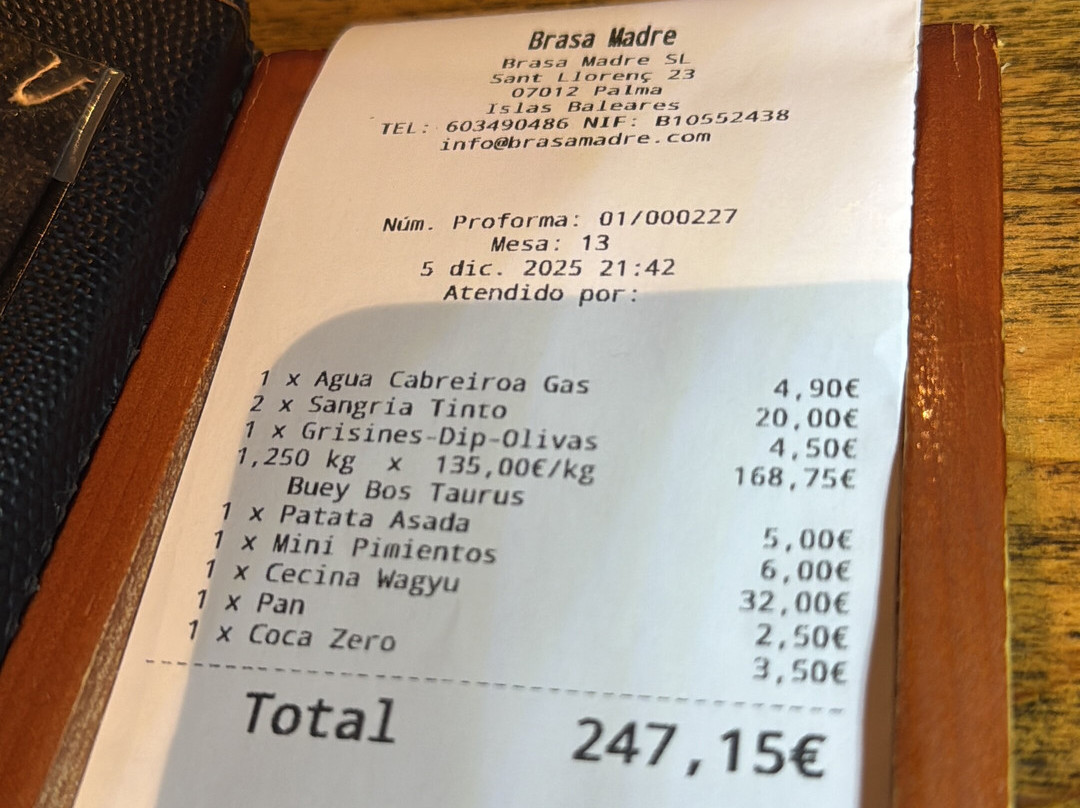 Brasa Madre
Brasa Madre SL
Sant Llorenç 23
07012 Palma
Islas Baleares
TEL: 603490486 NIF: B10552438
info@brasamadre.com
Núm. Proforma: 01/000227
Mesa: 13
5 dic. 2025 21:42
Atendido por:
1 x Agua Cabreiroa Gas 4,90€
2 x Sangria Tinto 20,00€
1 x Grisines-Dip-Olivas 4,50€
1,250 kg x 135,00€/kg 168,75€
Buey Bos Taurus
1 x Patata Asada 5,00€
1 x Mini Pimientos 6,00€
1 x Cecina Wagyu 32,00€
1 x Pan 2,50€
1 x Coca Zero 3,50€
Total 247,15€